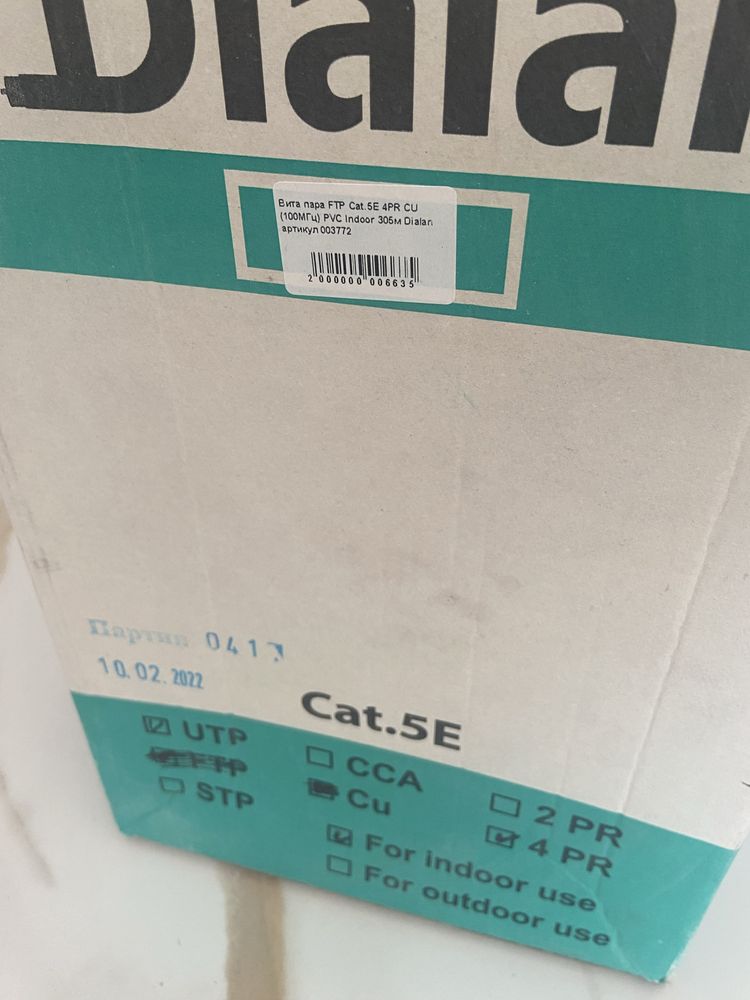 Dialan
Вита пара FTP Cat.5E 4PR CU
(100МГц) PVC Indoor 305м Dialan
артикул 003772
2 000000 006635
Партия 0417
10.02.2022
Cat.5E
UTP
FTP
STP
CCA
Cu
2 PR
4 PR
For indoor use
For outdoor use